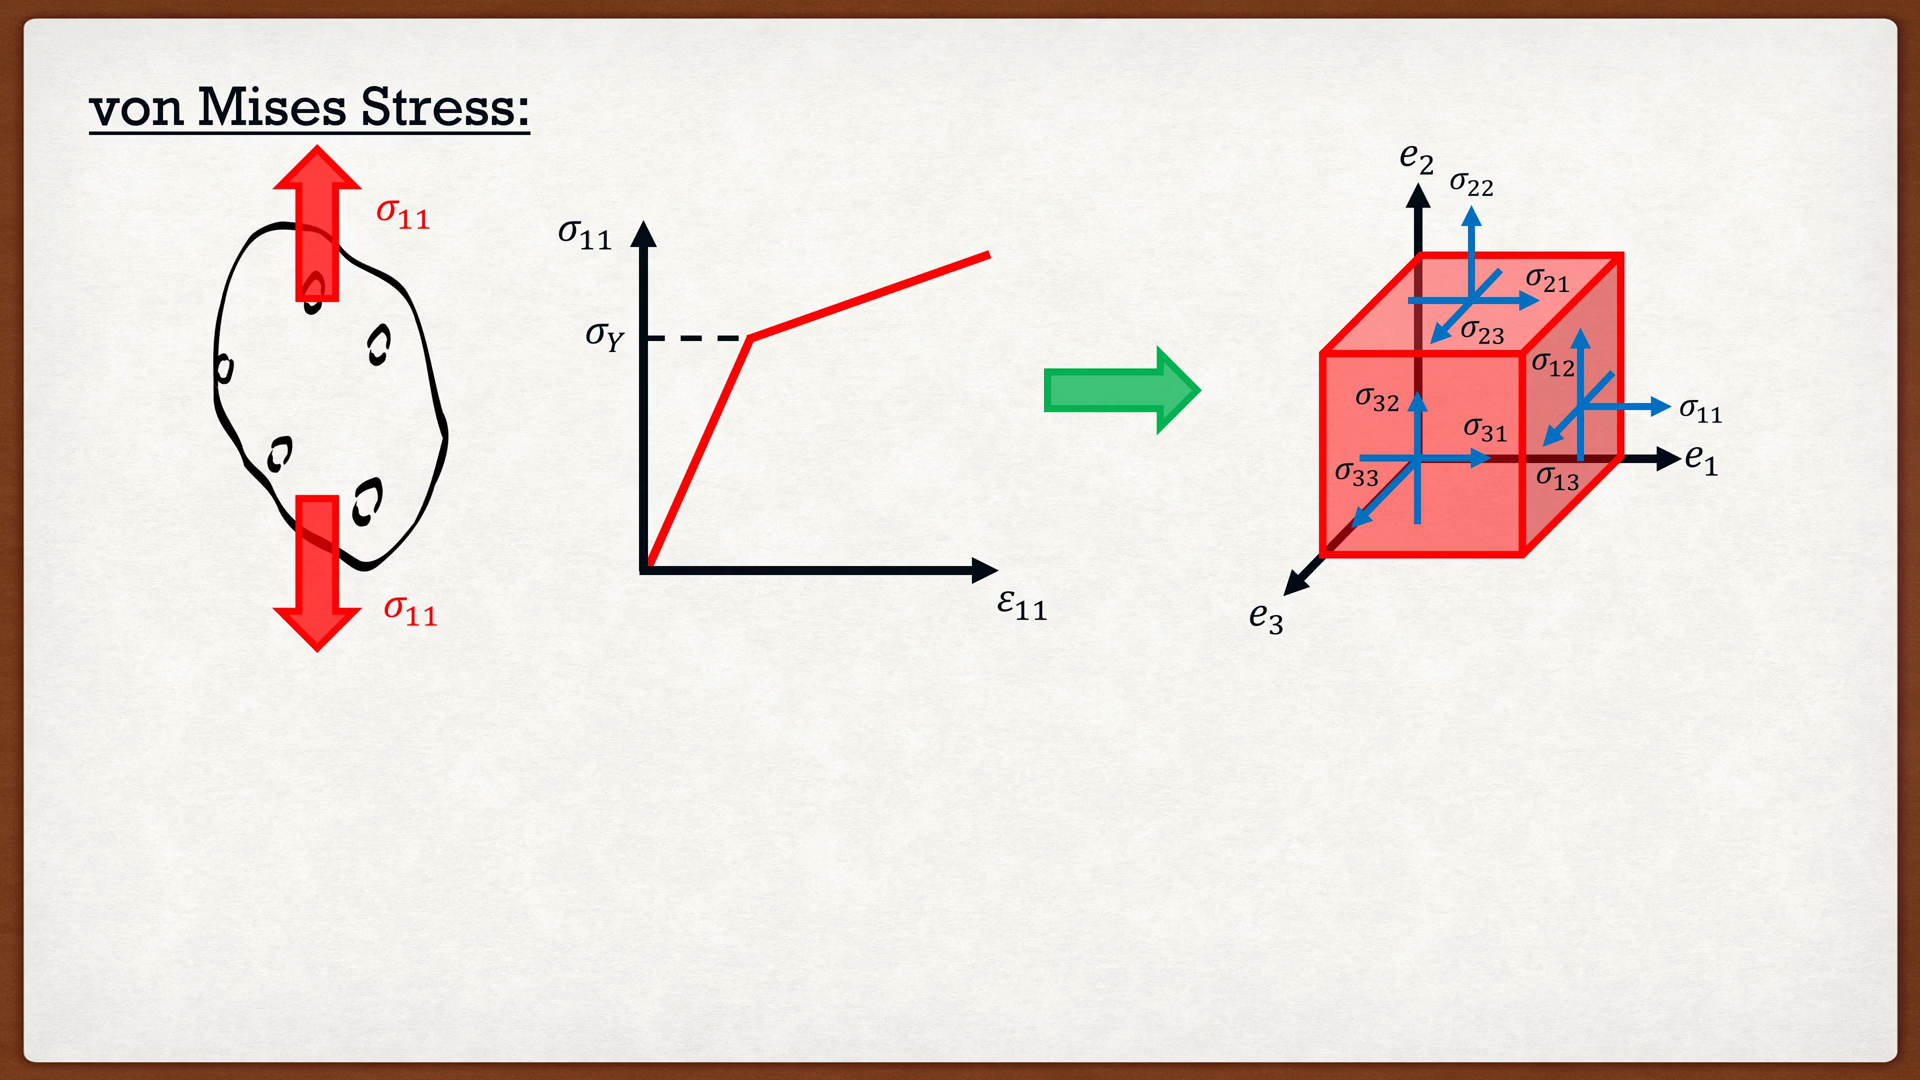 von Mises Stress:
σ₁₁
σ₁₁
σ₁₁
σ_Y
ε₁₁
e₂
σ₂₂
σ₂₁
σ₂₃
σ₁₂
σ₃₂
σ₁₁
σ₃₁
e₁
σ₃₃
σ₁₃
e₃